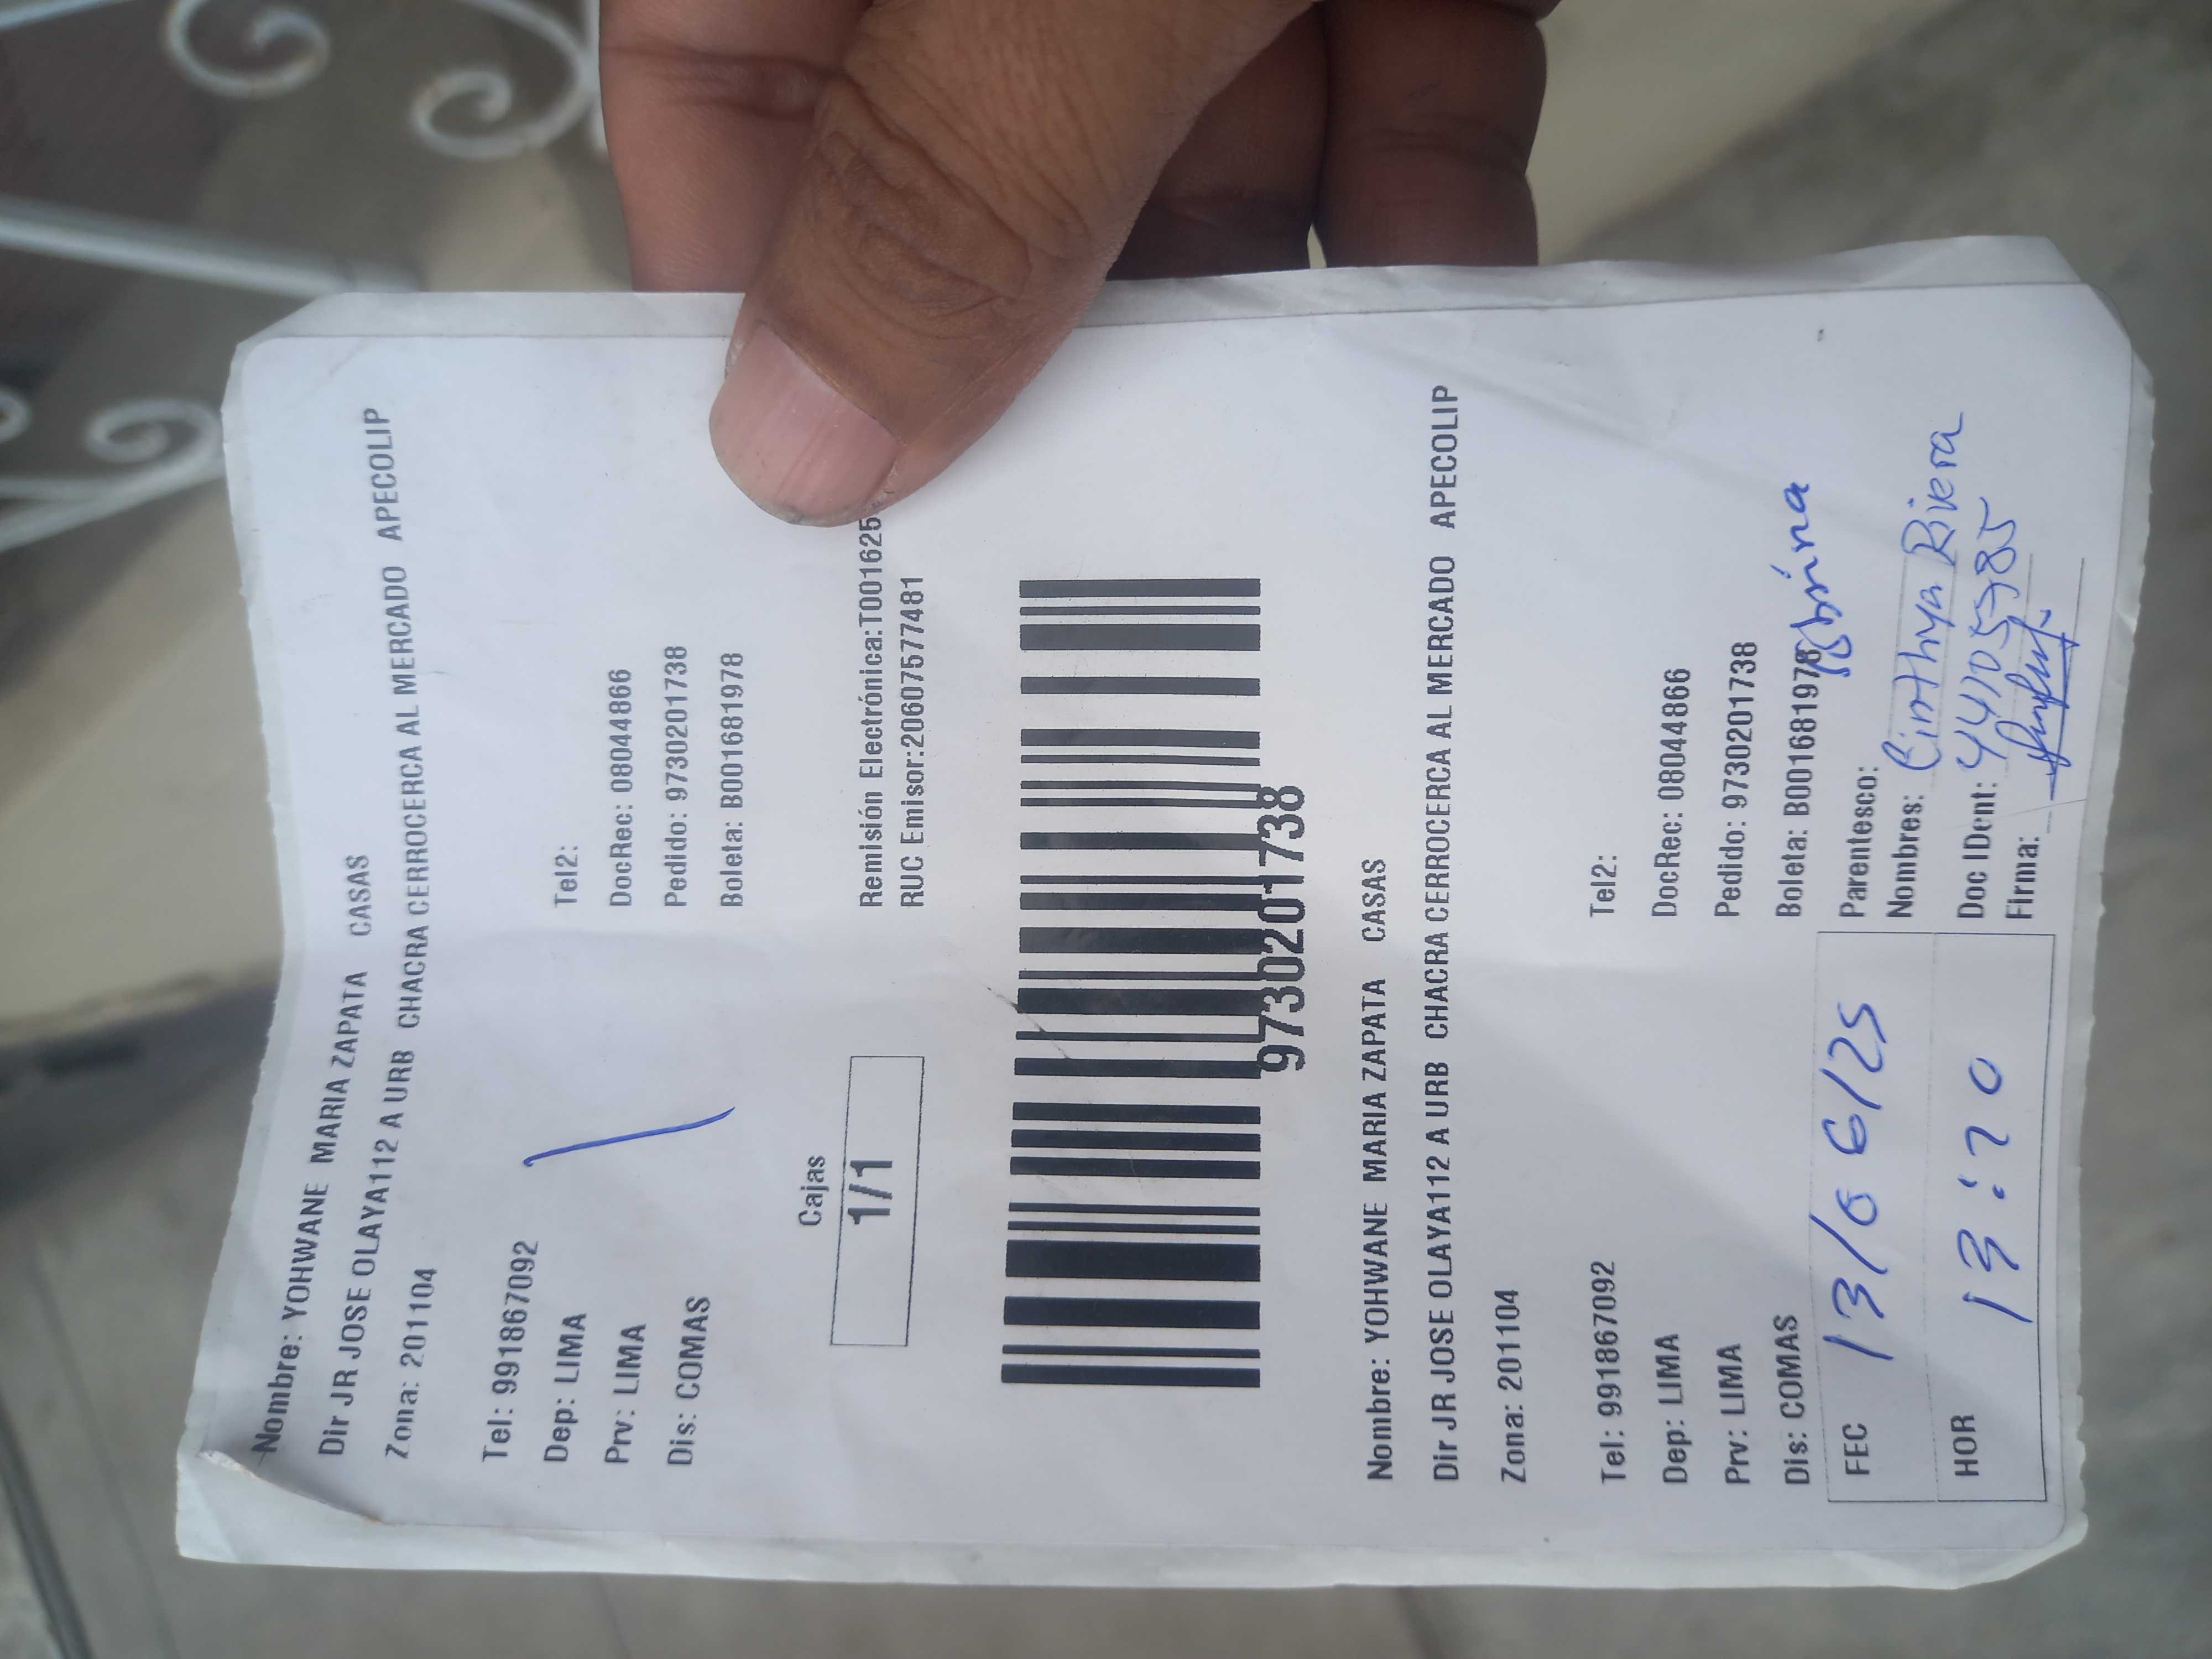 Nombre: YOHWANE MARIA ZAPATA CASAS
Dir JR JOSE OLAYA112 A URB CHACRA CERROCERCA AL MERCADO APECOLIP
Zona: 201104
Tel: 991867092 Tel2:
Dep: LIMA DocRec: 08044866
Prv: LIMA Pedido: 9730201738
Dis: COMAS Boleta: B001681978
Cajas
1/1
Remisión Electrónica:T001625
RUC Emisor:20607577481
9730201738
Nombre: YOHWANE MARIA ZAPATA CASAS
Dir JR JOSE OLAYA112 A URB CHACRA CERROCERCA AL MERCADO APECOLIP
Zona: 201104
Tel: 991867092 Tel2:
Dep: LIMA DocRec: 08044866
Prv: LIMA Pedido: 9730201738
Dis: COMAS Boleta: B001681978
FEC 13/06/25
Parentesco:
Nombres: Cinthya Rivera
HOR 13:20
Doc IDent: 44105785
Firma: